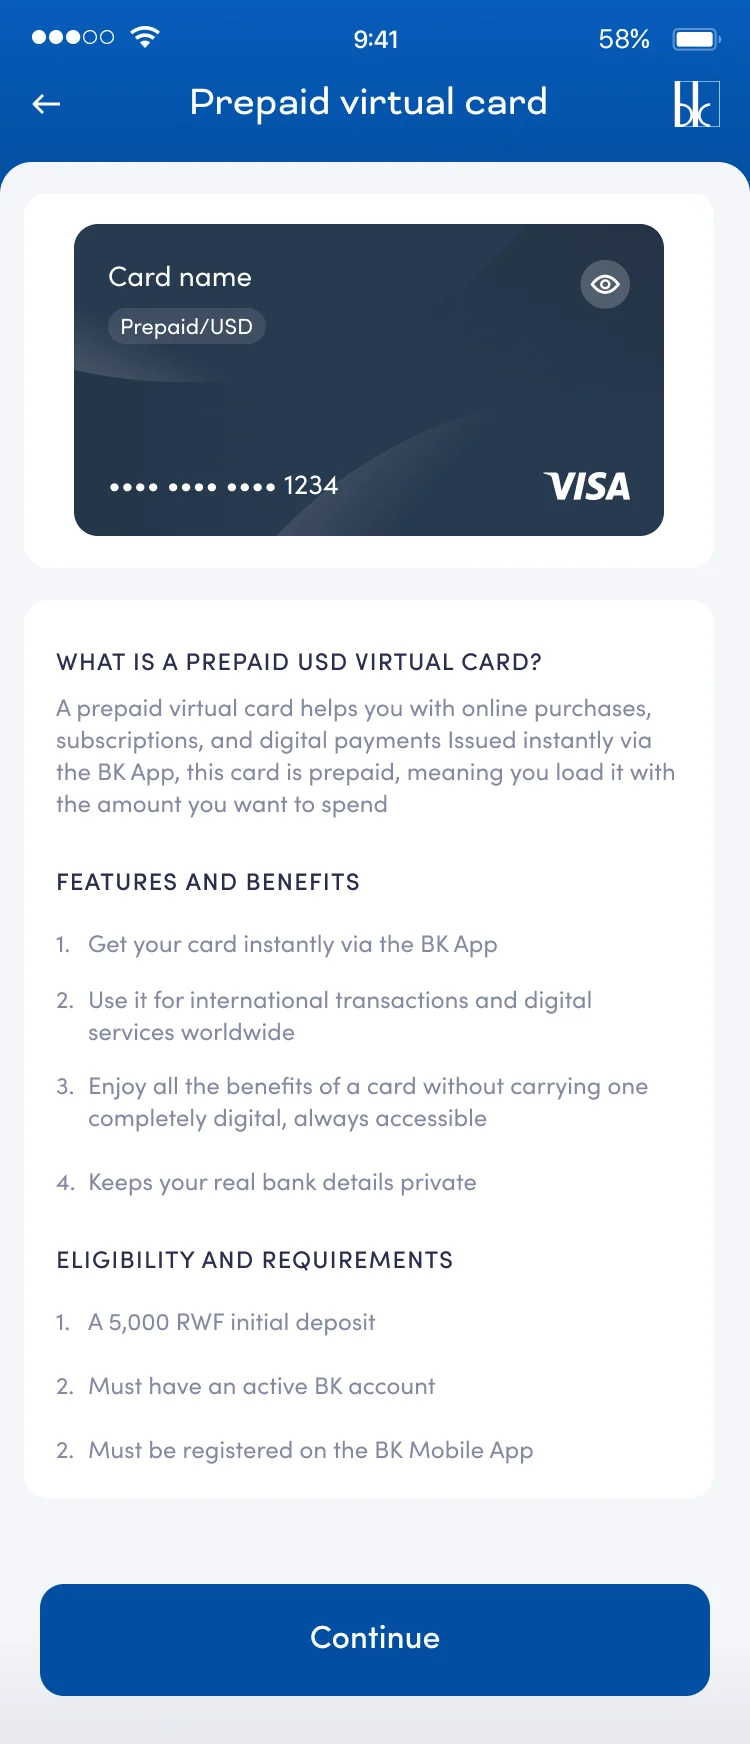 9:41
58%
Prepaid virtual card
bk
Card name
Prepaid/USD
•••• •••• •••• 1234
VISA
WHAT IS A PREPAID USD VIRTUAL CARD?
A prepaid virtual card helps you with online purchases,
subscriptions, and digital payments Issued instantly via
the BK App, this card is prepaid, meaning you load it with
the amount you want to spend
FEATURES AND BENEFITS
1. Get your card instantly via the BK App
2. Use it for international transactions and digital
services worldwide
3. Enjoy all the benefits of a card without carrying one
completely digital, always accessible
4. Keeps your real bank details private
ELIGIBILITY AND REQUIREMENTS
1. A 5,000 RWF initial deposit
2. Must have an active BK account
2. Must be registered on the BK Mobile App
Continue